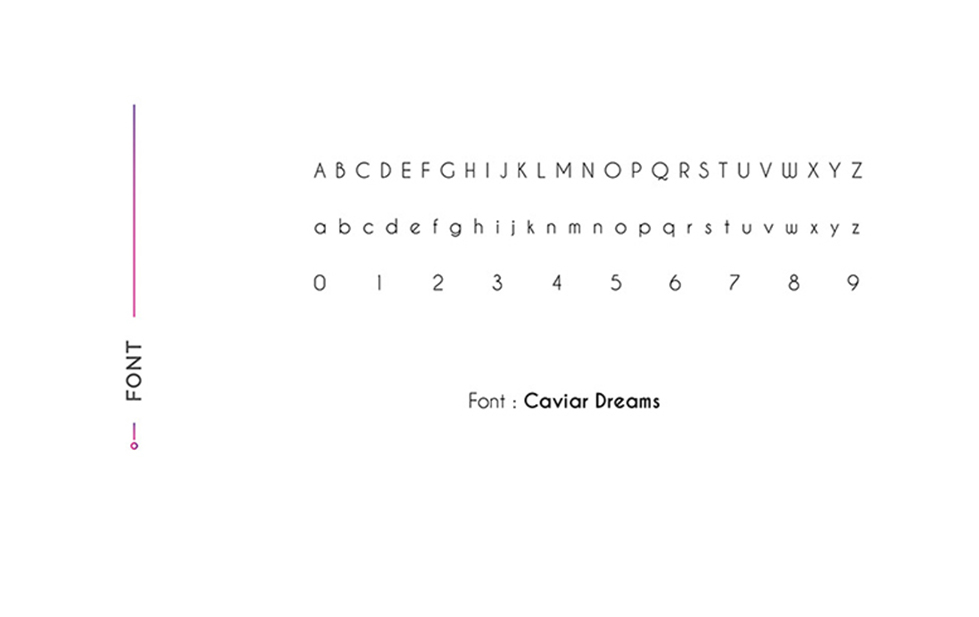 A B C D E F G H I J K L M N O P Q R S T U V W X Y Z
a b c d e f g h i j k n m n o p q r s t u v w x y z
0 1 2 3 4 5 6 7 8 9
FONT
Font : Caviar Dreams